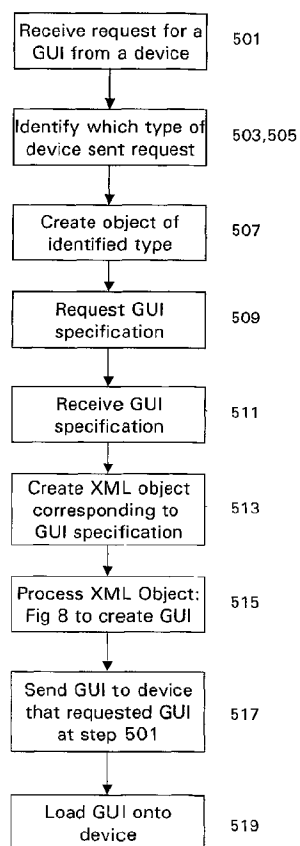 Receive request for a
GUI from a device
501
Identify which type of
device sent request
503,505
Create object of
identified type
507
Request GUI
specification
509
Receive GUI
specification
511
Create XML object
corresponding to
GUI specification
513
Process XML Object:
Fig 8 to create GUI
515
Send GUI to device
that requested GUI
at step 501
517
Load GUI onto
device
519